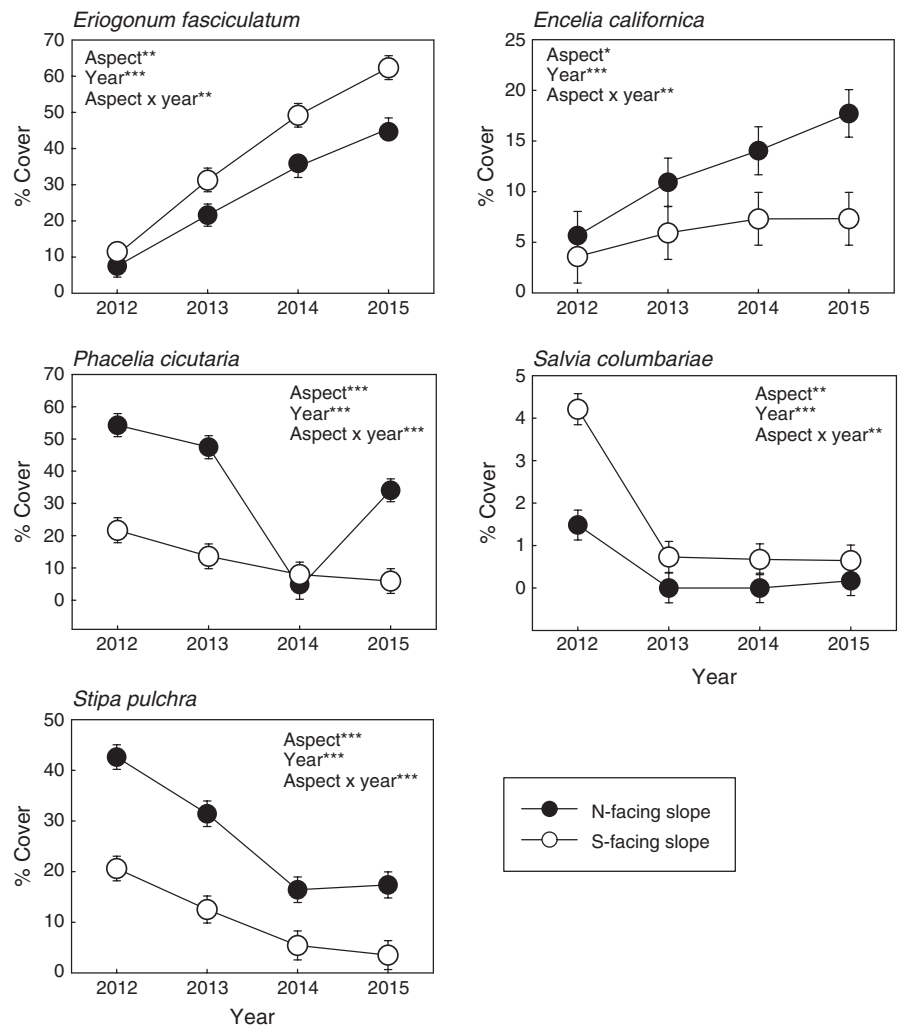 Eriogonum fasciculatum
70
60
50
40
30
20
10
0
% Cover
Aspect**
Year***
Aspect x year**
2012 2013 2014 2015
Encelia californica
25
20
15
10
5
0
% Cover
Aspect*
Year***
Aspect x year**
2012 2013 2014 2015
Phacelia cicutaria
70
60
50
40
30
20
10
0
% Cover
Aspect***
Year***
Aspect x year***
2012 2013 2014 2015
Salvia columbariae
5
4
3
2
1
0
% Cover
Aspect**
Year***
Aspect x year**
2012 2013 2014 2015
Year
Stipa pulchra
50
40
30
20
10
0
% Cover
Aspect***
Year***
Aspect x year***
2012 2013 2014 2015
Year
N-facing slope
S-facing slope